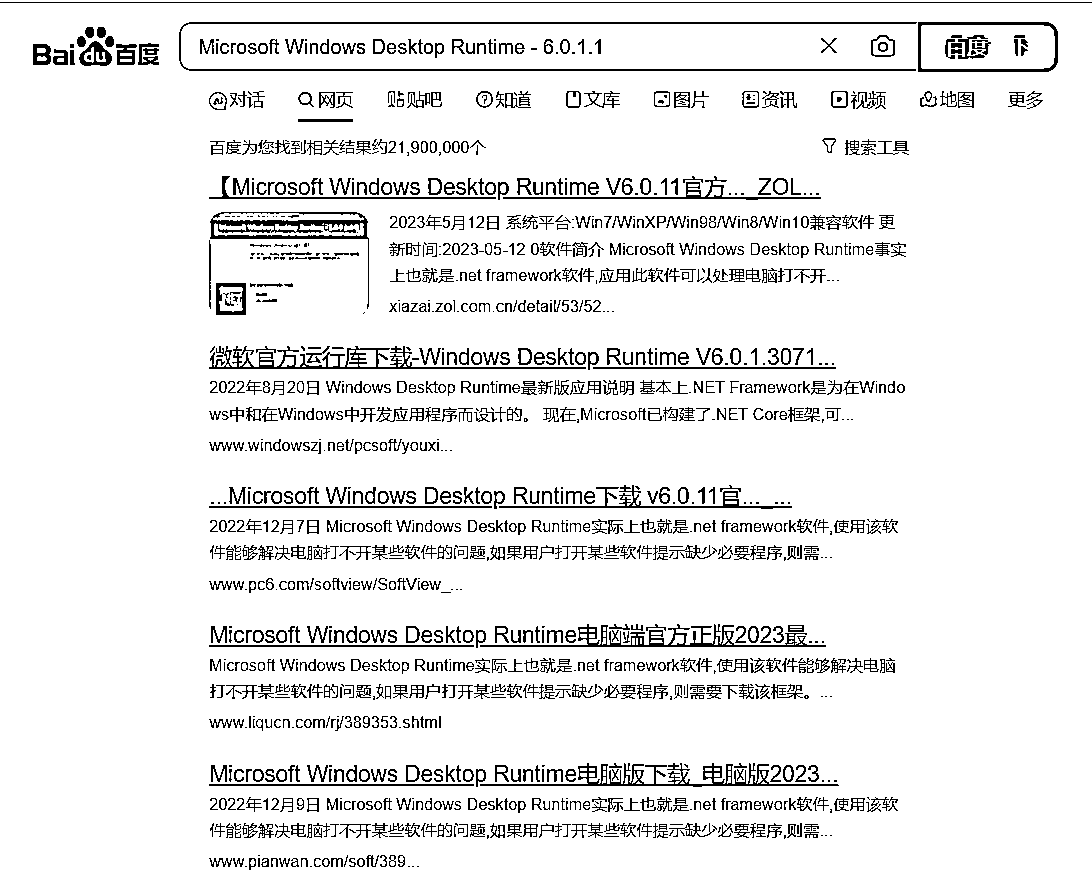 Bai du 百度
Microsoft Windows Desktop Runtime - 6.0.1.1
百度
对话 网页 贴贴吧 知道 文库 图片 资讯 视频 地图 更多
百度为您找到相关结果约21,900,000个 搜索工具
【Microsoft Windows Desktop Runtime V6.0.11官方..._ZOL...
2023年5月12日 系统平台:Win7/WinXP/Win98/Win8/Win10兼容软件 更
新时间:2023-05-12 0软件简介 Microsoft Windows Desktop Runtime事实
上也就是.net framework软件,应用此软件可以处理电脑打不开...
xiazai.zol.com.cn/detail/53/52...
.NET
微软官方运行库下载-Windows Desktop Runtime V6.0.1.3071...
2022年8月20日 Windows Desktop Runtime最新版应用说明 基本上.NET Framework是为在Windo
ws中和在Windows中开发应用程序而设计的。 现在,Microsoft已构建了.NET Core框架,可...
www.windowszj.net/pcsoft/youxi...
...Microsoft Windows Desktop Runtime下载 v6.0.11官..._...
2022年12月7日 Microsoft Windows Desktop Runtime实际上也就是.net framework软件,使用该软
件能够解决电脑打不开某些软件的问题,如果用户打开某些软件提示缺少必要程序,则需...
www.pc6.com/softview/SoftView_...
Microsoft Windows Desktop Runtime电脑端官方正版2023最...
Microsoft Windows Desktop Runtime实际上也就是.net framework软件,使用该软件能够解决电脑
打不开某些软件的问题,如果用户打开某些软件提示缺少必要程序,则需要下载该框架。...
www.liqucn.com/rj/389353.shtml
Microsoft Windows Desktop Runtime电脑版下载_电脑版2023...
2022年12月9日 Microsoft Windows Desktop Runtime实际上也就是.net framework软件,使用该软
件能够解决电脑打不开某些软件的问题,如果用户打开某些软件提示缺少必要程序,则需...
www.pianwan.com/soft/389...